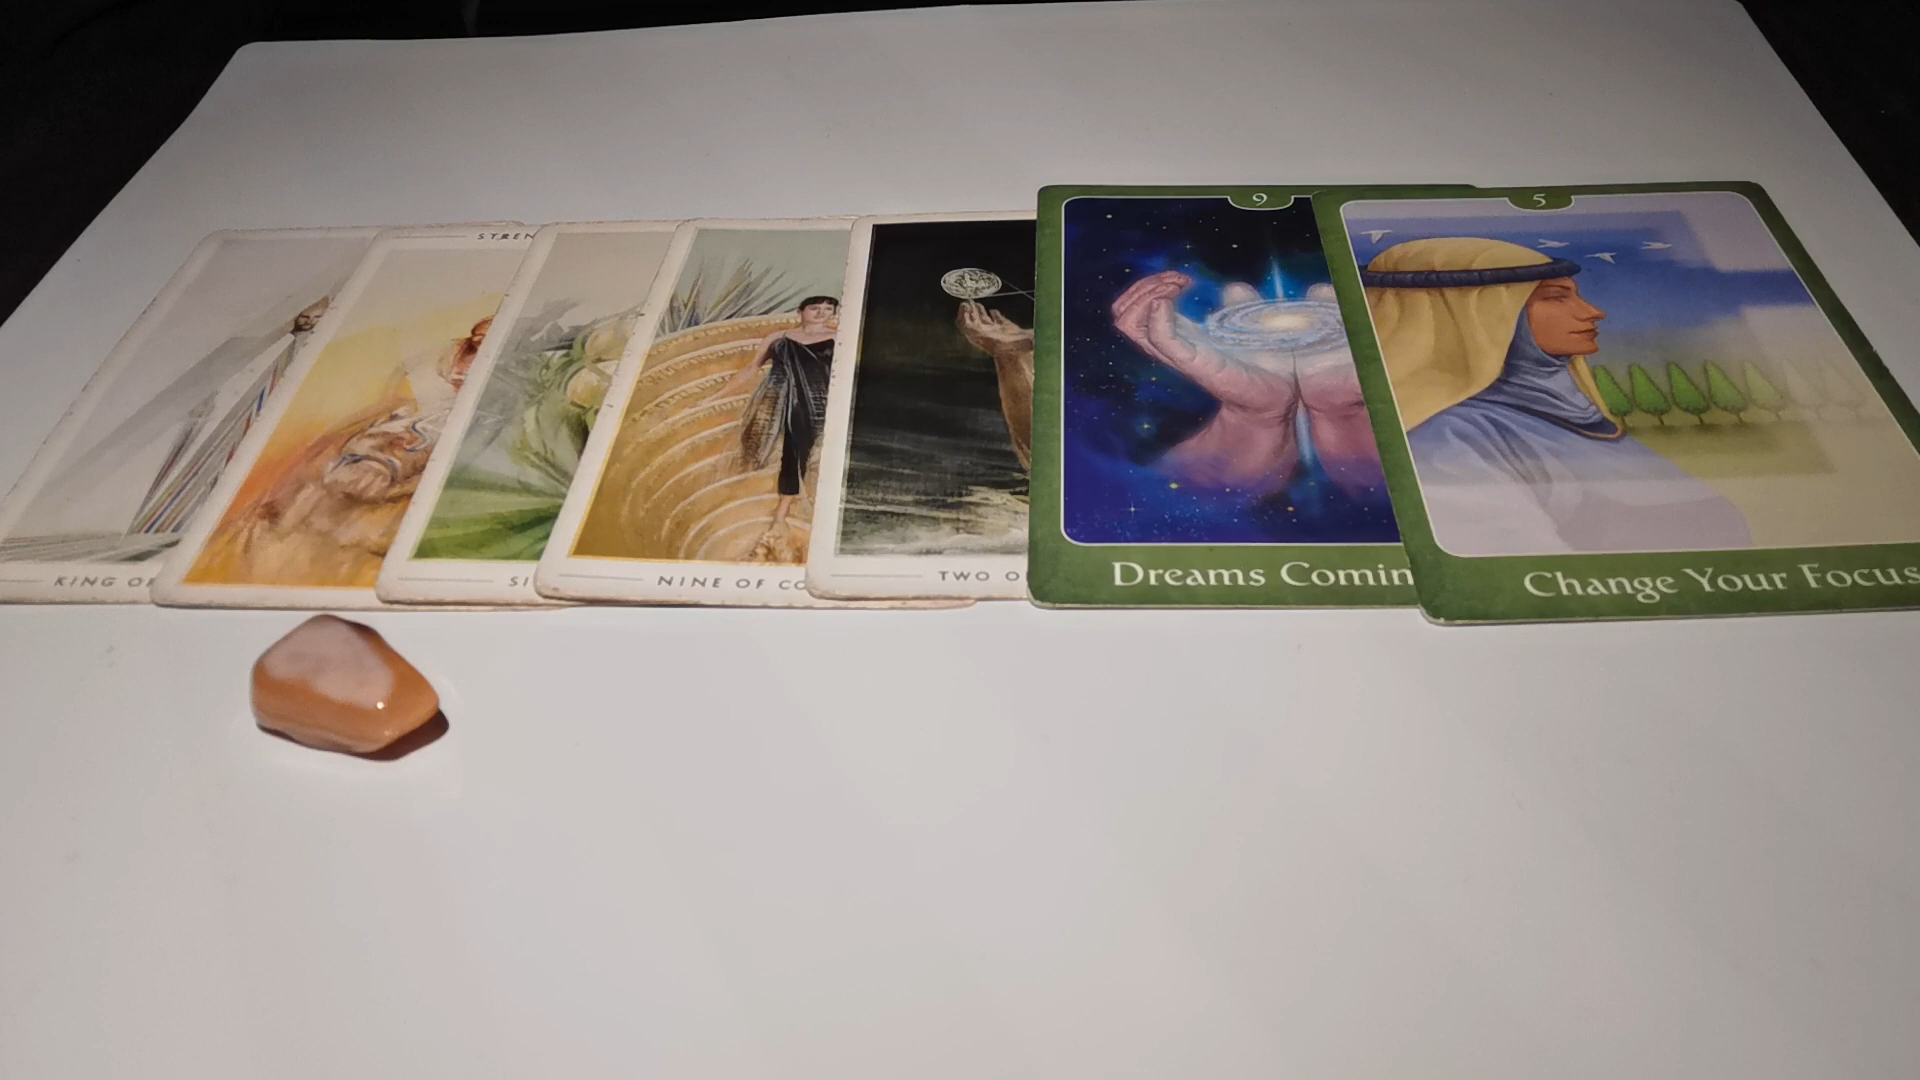 STREN
9
5
KING OF
SI
NINE OF CO
TWO O
Dreams Comin
Change Your Focus